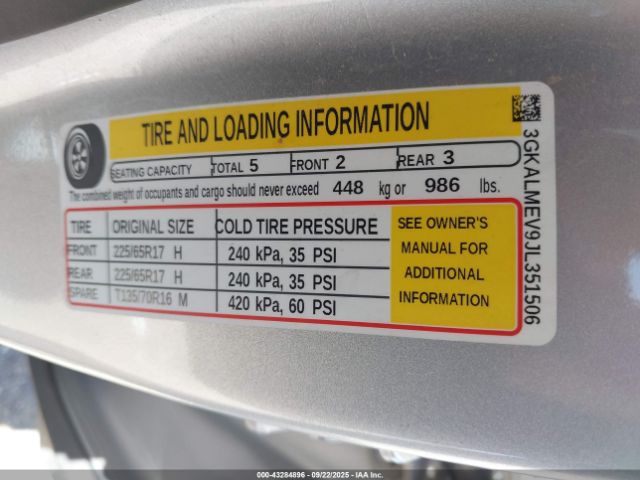 TIRE AND LOADING INFORMATION
SEATING CAPACITY TOTAL 5 FRONT 2 REAR 3
The combined weight of occupants and cargo should never exceed 448 kg or 986 lbs.
TIRE ORIGINAL SIZE COLD TIRE PRESSURE
FRONT 225/65R17 H 240 kPa, 35 PSI
REAR 225/65R17 H 240 kPa, 35 PSI
SPARE T135/70R16 M 420 kPa, 60 PSI
SEE OWNER'S
MANUAL FOR
ADDITIONAL
INFORMATION
3GKALMEV9JL351506
000-43284896 - 09/22/2025 - IAA Inc.